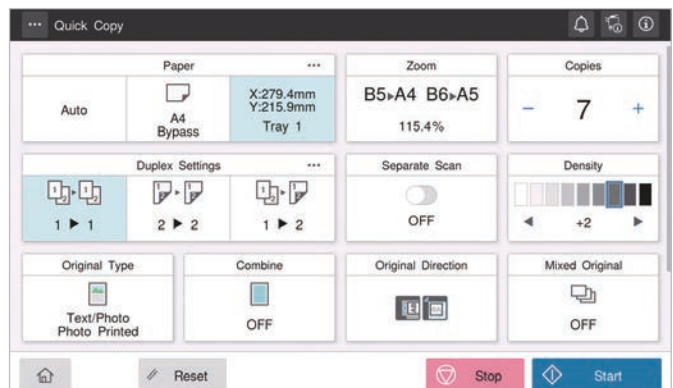 Quick Copy
Paper
Zoom
Copies
Auto
A4
Bypass
X:279.4mm
Y:215.9mm
Tray 1
B5▸A4 B6▸A5
115.4%
− 7 +
Duplex Settings
Separate Scan
Density
1 ▶ 1
2 ▶ 2
1 ▶ 2
OFF
◀ +2 ▶
Original Type
Combine
Original Direction
Mixed Original
Text/Photo
Photo Printed
OFF
OFF
Reset
Stop
Start